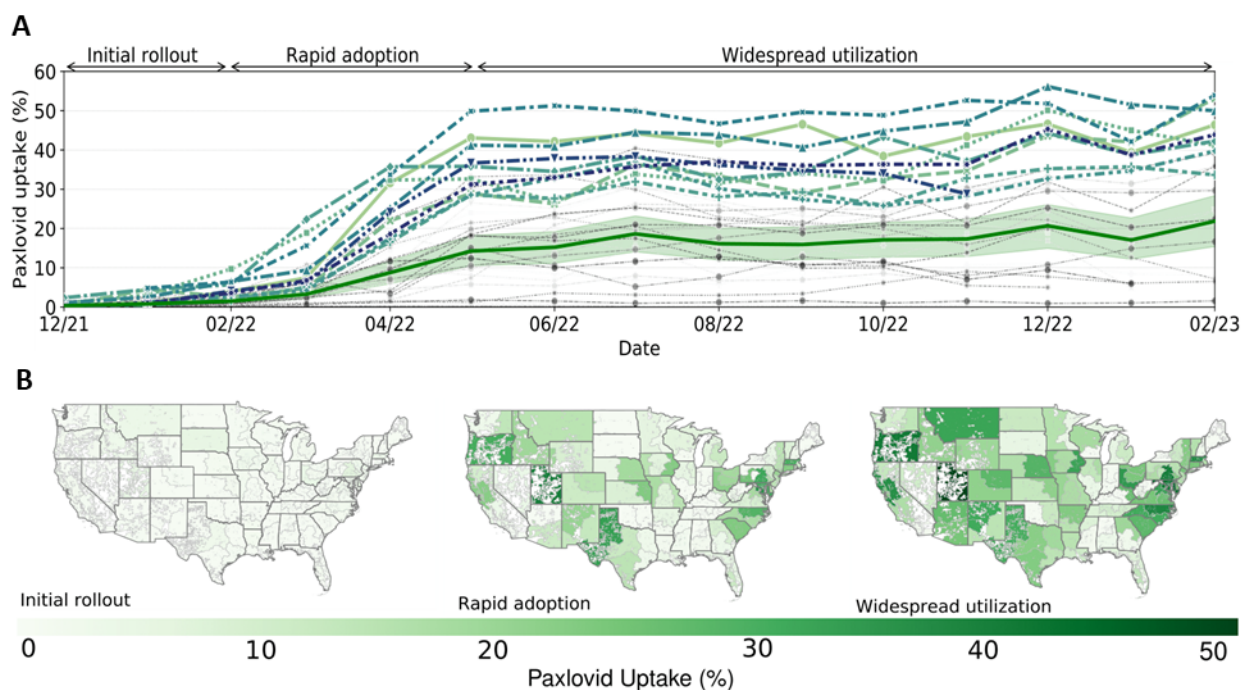 A
Initial rollout Rapid adoption Widespread utilization
60
50
40
30
20
10
0
Paxlovid uptake (%)
12/21 02/22 04/22 06/22 08/22 10/22 12/22 02/23
Date
B
Initial rollout Rapid adoption Widespread utilization
0 10 20 30 40 50
Paxlovid Uptake (%)